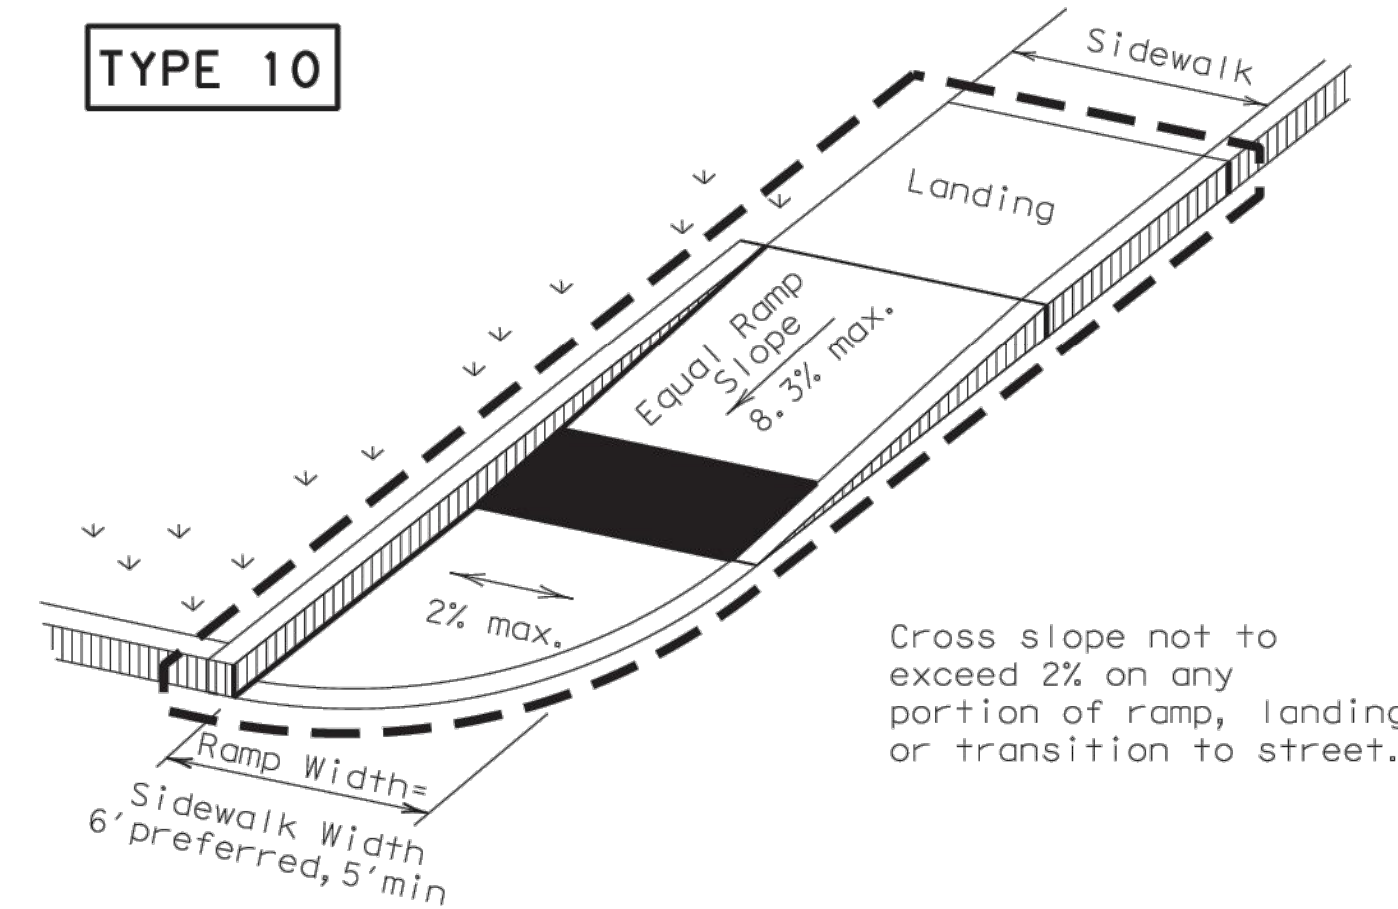 TYPE 10
Sidewalk
Landing
Equal Ramp
Slope
8.3% max.
2% max.
Cross slope not to
exceed 2% on any
portion of ramp, landing
or transition to street.
Ramp Width=
Sidewalk Width
6'preferred, 5'min